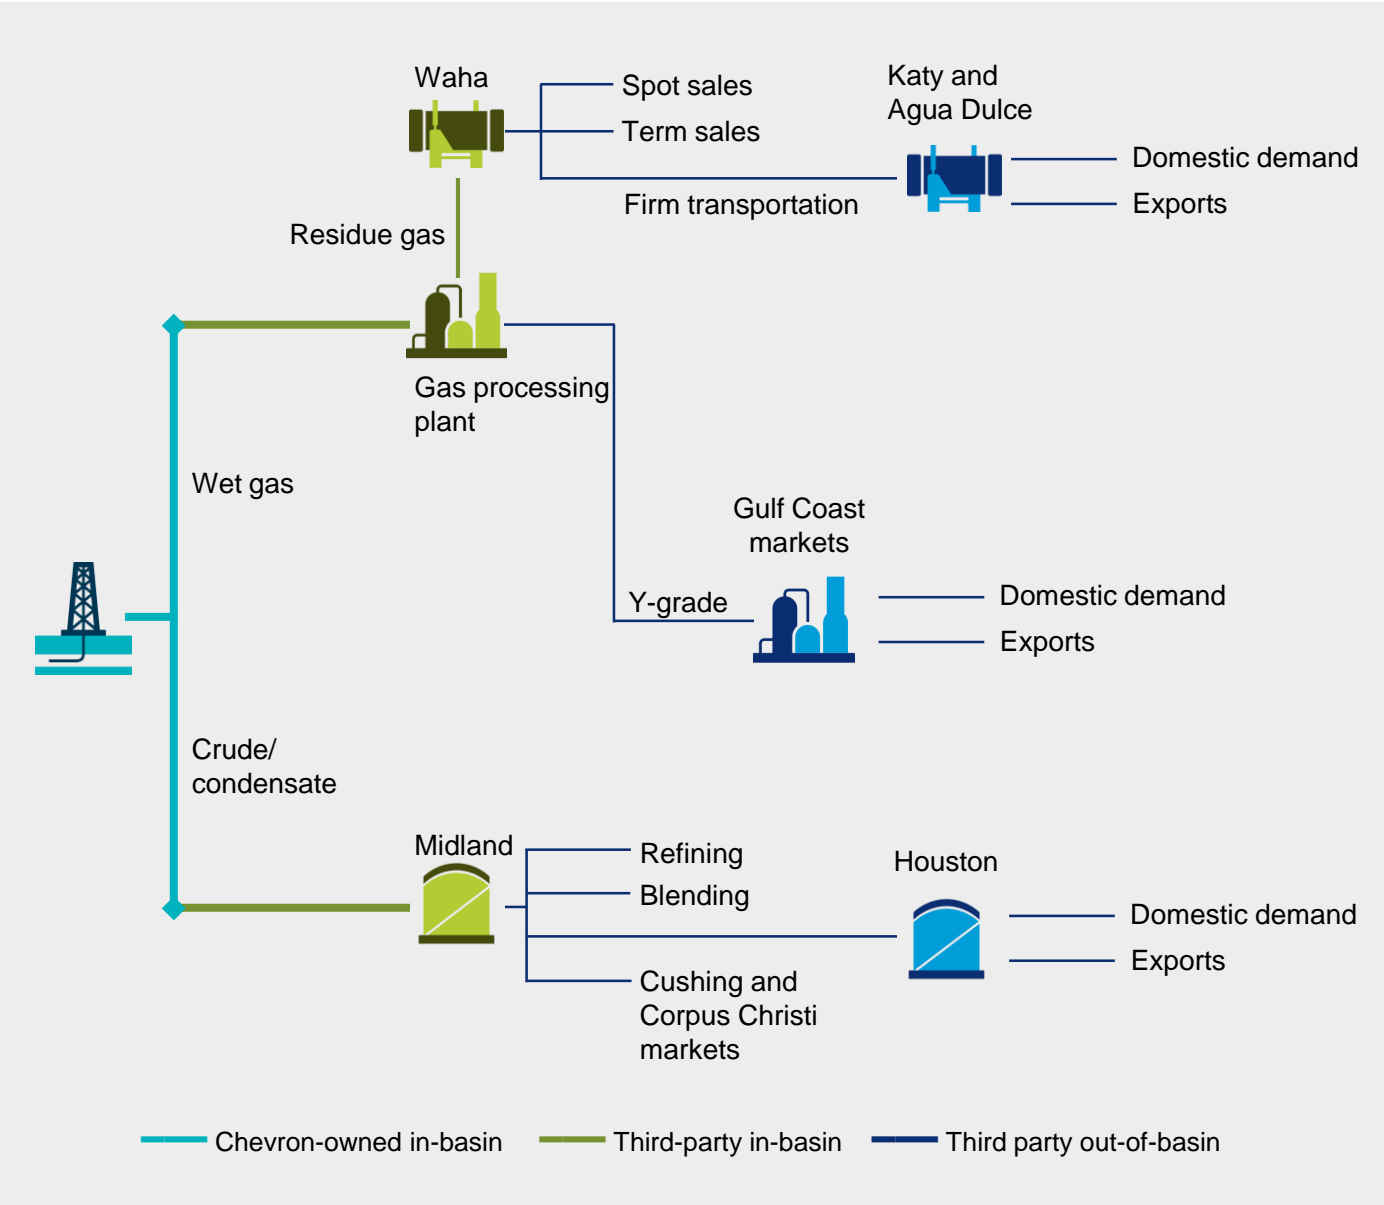 Waha
Spot sales
Term sales
Katy and
Agua Dulce
Domestic demand
Exports
Firm transportation
Residue gas
Gas processing
plant
Wet gas
Gulf Coast
markets
Y-grade
Domestic demand
Exports
Crude/
condensate
Midland
Refining
Blending
Houston
Domestic demand
Exports
Cushing and
Corpus Christi
markets
Chevron-owned in-basin
Third-party in-basin
Third party out-of-basin